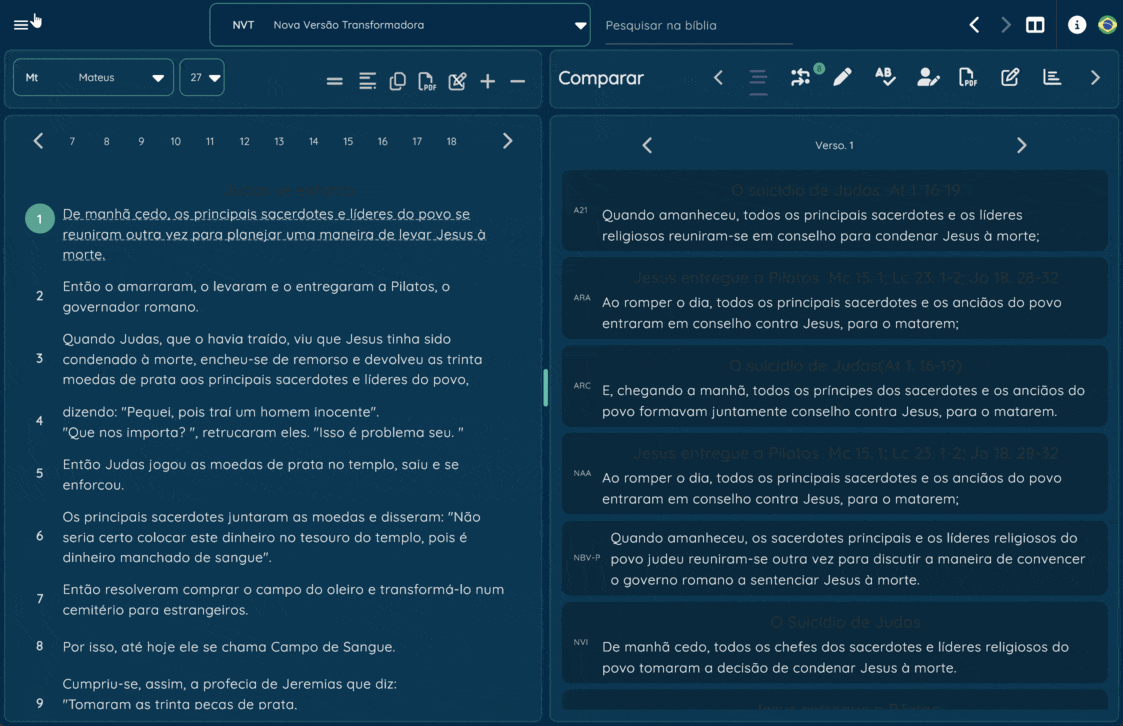 NVT Nova Versão Transformadora
Pesquisar na bíblia
Mt Mateus
27
PDF
Comparar
8
AB
PDF
7 8 9 10 11 12 13 14 15 16 17 18
1 De manhã cedo, os principais sacerdotes e líderes do povo se
reuniram outra vez para planejar uma maneira de levar Jesus à
morte.
2 Então o amarraram, o levaram e o entregaram a Pilatos, o
governador romano.
3 Quando Judas, que o havia traído, viu que Jesus tinha sido
condenado à morte, encheu-se de remorso e devolveu as trinta
moedas de prata aos principais sacerdotes e líderes do povo,
4 dizendo: "Pequei, pois traí um homem inocente".
"Que nos importa? ", retrucaram eles. "Isso é problema seu. "
5 Então Judas jogou as moedas de prata no templo, saiu e se
enforcou.
6 Os principais sacerdotes juntaram as moedas e disseram: "Não
seria certo colocar este dinheiro no tesouro do templo, pois é
dinheiro manchado de sangue".
7 Então resolveram comprar o campo do oleiro e transformá-lo num
cemitério para estrangeiros.
8 Por isso, até hoje ele se chama Campo de Sangue.
9 Cumpriu-se, assim, a profecia de Jeremias que diz:
"Tomaram as trinta peças de prata,
Verso. 1
O suicídio de Judas At 1. 16-19
A21 Quando amanheceu, todos os principais sacerdotes e os líderes
religiosos reuniram-se em conselho para condenar Jesus à morte;
Jesus entregue a Pilatos Mc 15. 1; Lc 23. 1-2; Jo 18. 28-32
ARA Ao romper o dia, todos os principais sacerdotes e os anciãos do povo
entraram em conselho contra Jesus, para o matarem;
O suicídio de Judas(At 1. 16-19)
ARC E, chegando a manhã, todos os príncipes dos sacerdotes e os anciãos do
povo formavam juntamente conselho contra Jesus, para o matarem.
Jesus entregue a Pilatos Mc 15. 1; Lc 23. 1-2; Jo 18. 28-32
NAA Ao romper o dia, todos os principais sacerdotes e os anciãos do povo
entraram em conselho contra Jesus, para o matarem;
NBV-P Quando amanheceu, os sacerdotes principais e os líderes religiosos do
povo judeu reuniram-se outra vez para discutir a maneira de convencer
o governo romano a sentenciar Jesus à morte.
O Suicídio de Judas
NVI De manhã cedo, todos os chefes dos sacerdotes e líderes religiosos do
povo tomaram a decisão de condenar Jesus à morte.
Jesus entregue a Pilatos